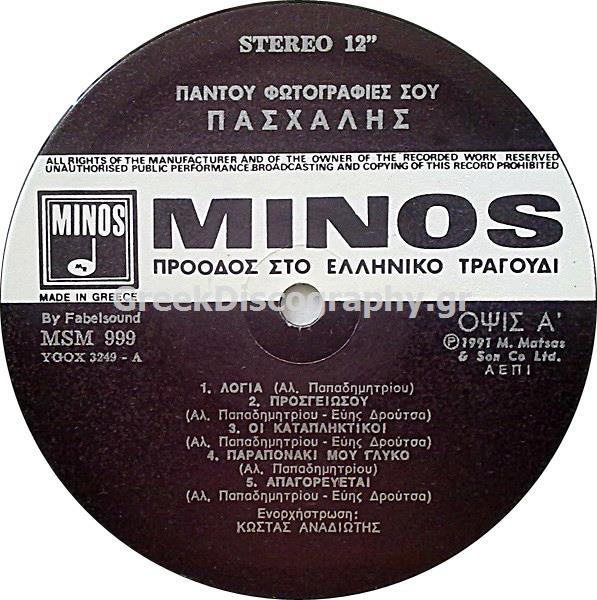 STEREO 12"
ΠΑΝΤΟΥ ΦΩΤΟΓΡΑΦΙΕΣ ΣΟΥ
ΠΑΣΧΑΛΗΣ
ALL RIGHTS OF THE MANUFACTURER AND OF THE OWNER OF THE RECORDED WORK RESERVED
UNAUTHORISED PUBLIC PERFORMANCE.BROADCASTING AND COPYING OF THIS RECORD PROHIBITED
MINOS
MINOS
ΠΡΟΟΔΟΣ ΣΤΟ ΕΛΛΗΝΙΚΟ ΤΡΑΓΟΥΔΙ
MADE IN GREECE
GreekDiscography.gr
By Fabelsound
MSM 999
YGOX 3249 - A
ΟΨΙΣ Α'
Ⓟ1991 M. Matsas
& Son Co Ltd.
ΑΕΠΙ
1. ΛΟΓΙΑ (Αλ. Παπαδημητρίου)
2. ΠΡΟΣΓΕΙΩΣΟΥ
(Αλ. Παπαδημητρίου - Εύης Δρούτσα)
3. ΟΙ ΚΑΤΑΠΛΗΚΤΙΚΟΙ
(Αλ. Παπαδημητρίου - Εύης Δρούτσα)
4. ΠΑΡΑΠΟΝΑΚΙ ΜΟΥ ΓΛΥΚΟ
(Αλ. Παπαδημητρίου)
5. ΑΠΑΓΟΡΕΥΕΤΑΙ
(Αλ. Παπαδημητρίου - Εύης Δρούτσα)
Ενορχήστρωση:
ΚΩΣΤΑΣ ΑΝΑΔΙΩΤΗΣ